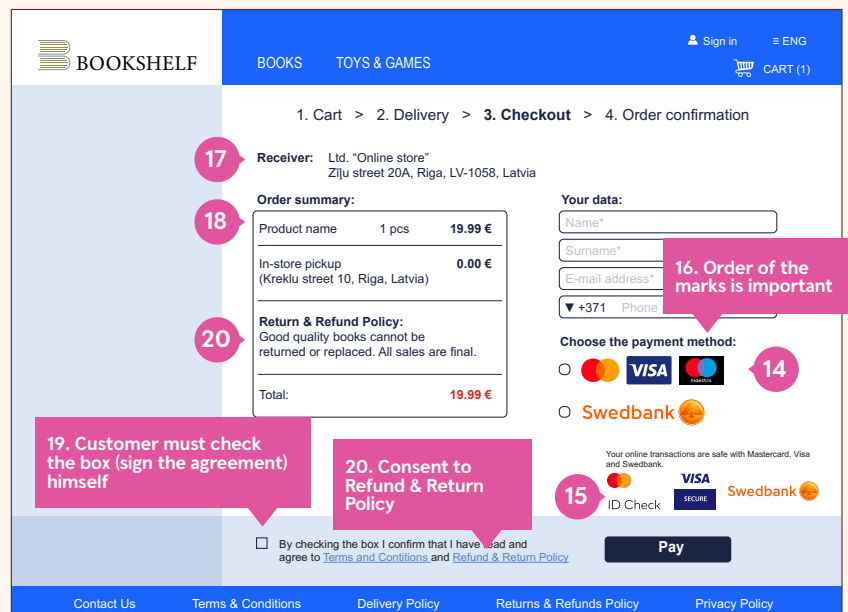 BOOKSHELF
BOOKS
TOYS & GAMES
Sign in
≡ ENG
CART (1)
1. Cart > 2. Delivery > 3. Checkout > 4. Order confirmation
17
Receiver: Ltd. “Online store”
Zīļu street 20A, Riga, LV-1058, Latvia
18
Order summary:
Product name 1 pcs 19.99 €
In-store pickup 0.00 €
(Kreklu street 10, Riga, Latvia)
20
Return & Refund Policy:
Good quality books cannot be
returned or replaced. All sales are final.
Total: 19.99 €
Your data:
Name*
Surname*
E-mail address*
▼ +371 Phone
16. Order of the
marks is important
Choose the payment method:
VISA
maestro
14
Swedbank
19. Customer must check
the box (sign the agreement)
himself
20. Consent to
Refund & Return
Policy
Your online transactions are safe with Mastercard, Visa
and Swedbank.
15
ID Check
VISA
SECURE
Swedbank
By checking the box I confirm that I have read and
agree to Terms and Contitions and Refund & Return Policy
Pay
Contact Us
Terms & Conditions
Delivery Policy
Returns & Refunds Policy
Privacy Policy